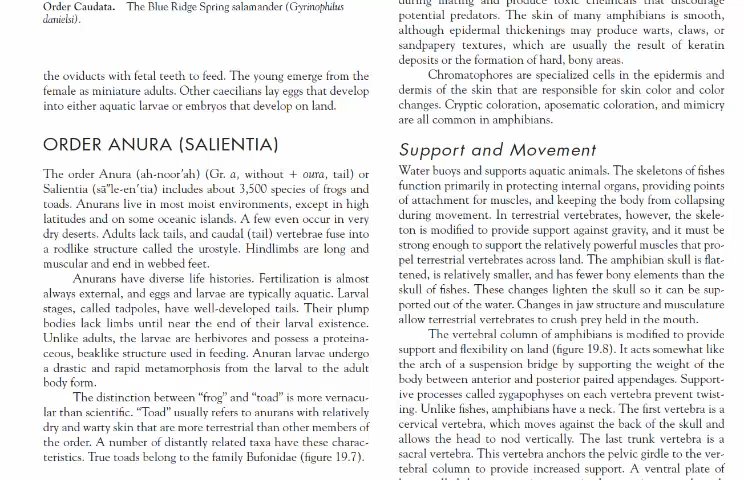 Order Caudata. The Blue Ridge Spring salamander (Gyrinophilus
danielsi).
the oviducts with fetal teeth to feed. The young emerge from the
female as miniature adults. Other caecilians lay eggs that develop
into either aquatic larvae or embryos that develop on land.
ORDER ANURA (SALIENTIA)
The order Anura (ah-noor′ah) (Gr. a, without + oura, tail) or
Salientia (sā″le-en′tia) includes about 3,500 species of frogs and
toads. Anurans live in most moist environments, except in high
latitudes and on some oceanic islands. A few even occur in very
dry deserts. Adults lack tails, and caudal (tail) vertebrae fuse into
a rodlike structure called the urostyle. Hindlimbs are long and
muscular and end in webbed feet.
Anurans have diverse life histories. Fertilization is almost
always external, and eggs and larvae are typically aquatic. Larval
stages, called tadpoles, have well-developed tails. Their plump
bodies lack limbs until near the end of their larval existence.
Unlike adults, the larvae are herbivores and possess a proteina-
ceous, beaklike structure used in feeding. Anuran larvae undergo
a drastic and rapid metamorphosis from the larval to the adult
body form.
The distinction between “frog” and “toad” is more vernacu-
lar than scientific. “Toad” usually refers to anurans with relatively
dry and warty skin that are more terrestrial than other members of
the order. A number of distantly related taxa have these charac-
teristics. True toads belong to the family Bufonidae (figure 19.7).
during mating and produce toxic chemicals that discourage
potential predators. The skin of many amphibians is smooth,
although epidermal thickenings may produce warts, claws, or
sandpapery textures, which are usually the result of keratin
deposits or the formation of hard, bony areas.
Chromatophores are specialized cells in the epidermis and
dermis of the skin that are responsible for skin color and color
changes. Cryptic coloration, aposematic coloration, and mimicry
are all common in amphibians.
Support and Movement
Water buoys and supports aquatic animals. The skeletons of fishes
function primarily in protecting internal organs, providing points
of attachment for muscles, and keeping the body from collapsing
during movement. In terrestrial vertebrates, however, the skele-
ton is modified to provide support against gravity, and it must be
strong enough to support the relatively powerful muscles that pro-
pel terrestrial vertebrates across land. The amphibian skull is flat-
tened, is relatively smaller, and has fewer bony elements than the
skull of fishes. These changes lighten the skull so it can be sup-
ported out of the water. Changes in jaw structure and musculature
allow terrestrial vertebrates to crush prey held in the mouth.
The vertebral column of amphibians is modified to provide
support and flexibility on land (figure 19.8). It acts somewhat like
the arch of a suspension bridge by supporting the weight of the
body between anterior and posterior paired appendages. Support-
ive processes called zygapophyses on each vertebra prevent twist-
ing. Unlike fishes, amphibians have a neck. The first vertebra is a
cervical vertebra, which moves against the back of the skull and
allows the head to nod vertically. The last trunk vertebra is a
sacral vertebra. This vertebra anchors the pelvic girdle to the ver-
tebral column to provide increased support. A ventral plate of